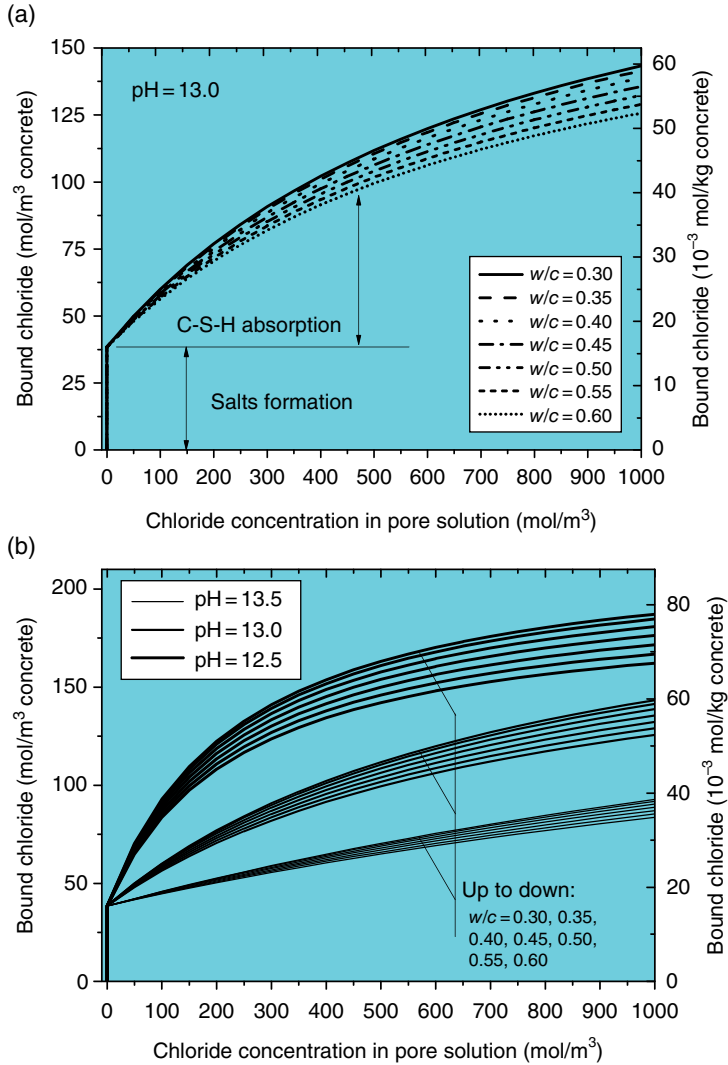 (a)
150
125
100
75
50
25
0
Bound chloride (mol/m³ concrete)
60
50
40
30
20
10
0
Bound chloride (10⁻³ mol/kg concrete)
pH = 13.0
C-S-H absorption
Salts formation
w/c = 0.30
w/c = 0.35
w/c = 0.40
w/c = 0.45
w/c = 0.50
w/c = 0.55
w/c = 0.60
0 100 200 300 400 500 600 700 800 900 1000
Chloride concentration in pore solution (mol/m³)
(b)
200
150
100
50
0
Bound chloride (mol/m³ concrete)
80
60
40
20
0
Bound chloride (10⁻³ mol/kg concrete)
pH = 13.5
pH = 13.0
pH = 12.5
Up to down:
w/c = 0.30, 0.35,
0.40, 0.45, 0.50,
0.55, 0.60
0 100 200 300 400 500 600 700 800 900 1000
Chloride concentration in pore solution (mol/m³)